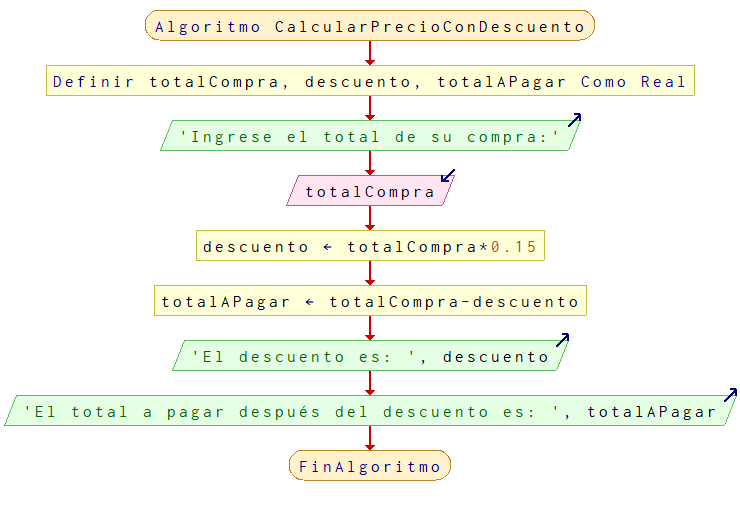 Algoritmo CalcularPrecioConDescuento
Definir totalCompra, descuento, totalAPagar Como Real
'Ingrese el total de su compra:'
totalCompra
descuento ← totalCompra*0.15
totalAPagar ← totalCompra-descuento
'El descuento es: ', descuento
'El total a pagar después del descuento es: ', totalAPagar
FinAlgoritmo